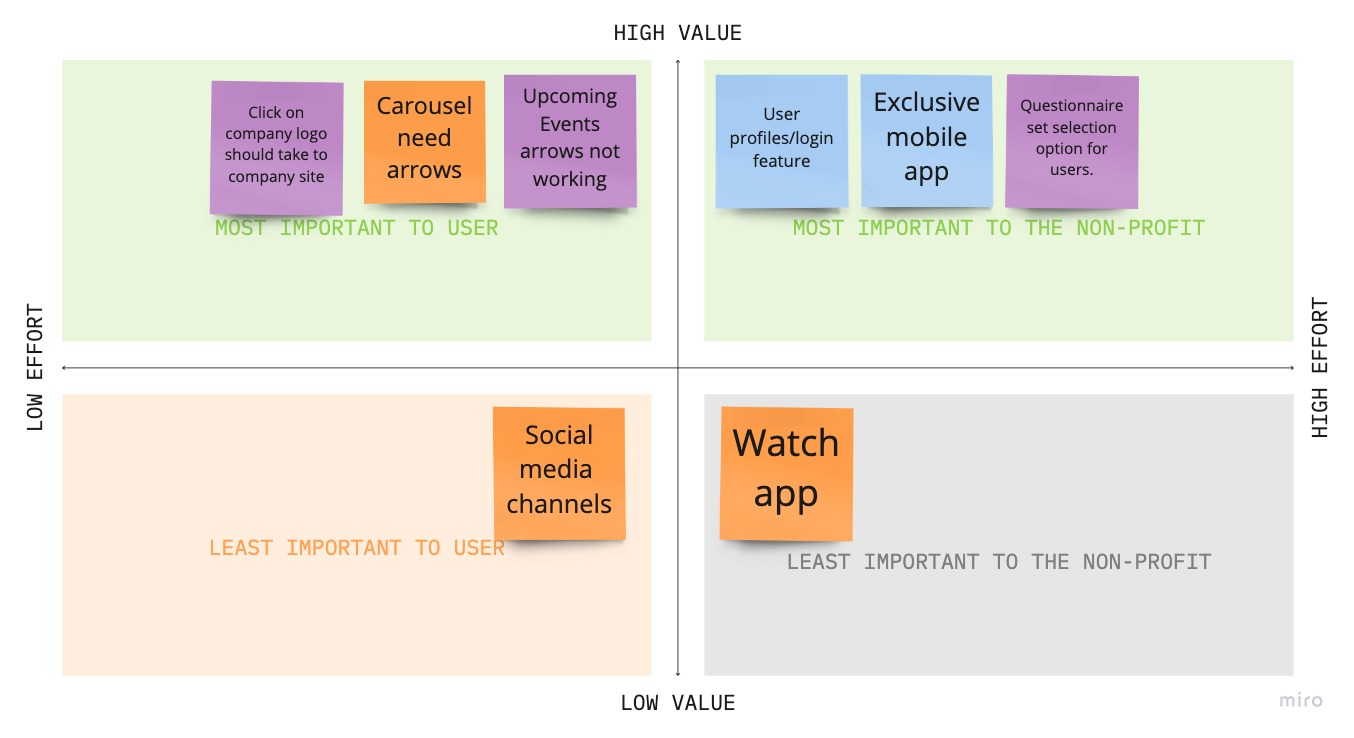 HIGH VALUE
Click on
company logo
should take to
company site
Carousel
need
arrows
Upcoming
Events
arrows not
working
MOST IMPORTANT TO USER
User
profiles/login
feature
Exclusive
mobile
app
Questionnaire
set selection
option for
users.
MOST IMPORTANT TO THE NON-PROFIT
LOW EFFORT
HIGH EFFORT
Social
media
channels
LEAST IMPORTANT TO USER
Watch
app
LEAST IMPORTANT TO THE NON-PROFIT
LOW VALUE
miro